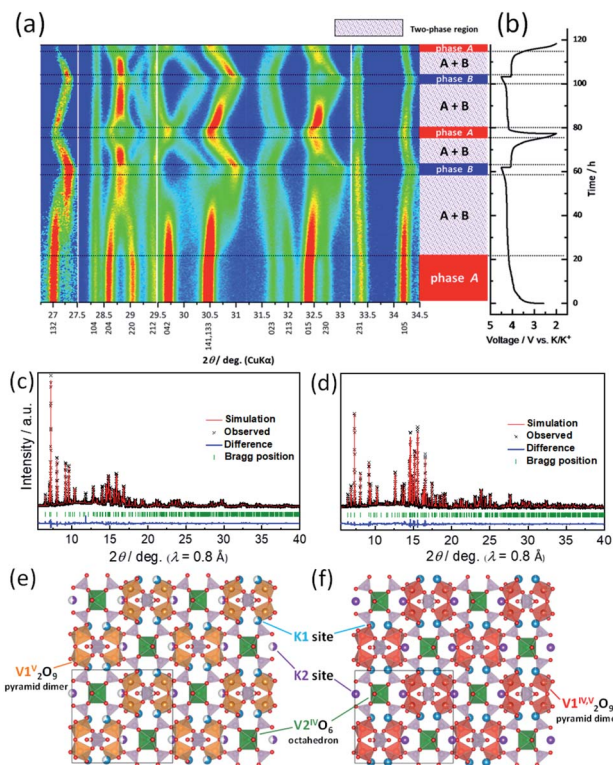 (a)
Two-phase region
(b)
phase A
A + B
phase B
A + B
phase A
A + B
phase B
A + B
phase A
120
100
80
60
40
20
0
Time / h
5 4 3 2
Voltage / V vs. K/K+
27 27.5 28 28.5 29 29.5 30 30.5 31 31.5 32 32.5 33 33.5 34 34.5
132 104 204 220 212 042 141,133 023 213 015 230 231 105
2θ/ deg. (CuKα)
(c)
Intensity / a.u.
Simulation
Observed
Difference
Bragg position
10 15 20 25 30 35 40
2θ/ deg. (λ = 0.8 Å)
(d)
Simulation
Observed
Difference
Bragg position
10 15 20 25 30 35 40
2θ/ deg. (λ = 0.8 Å)
(e)
(f)
K1 site
K2 site
V1ⱽ₂O₉
pyramid dimer
V2ᴵⱽO₆
octahedron
V1ᴵⱽ,ⱽ₂O₉
pyramid dimer